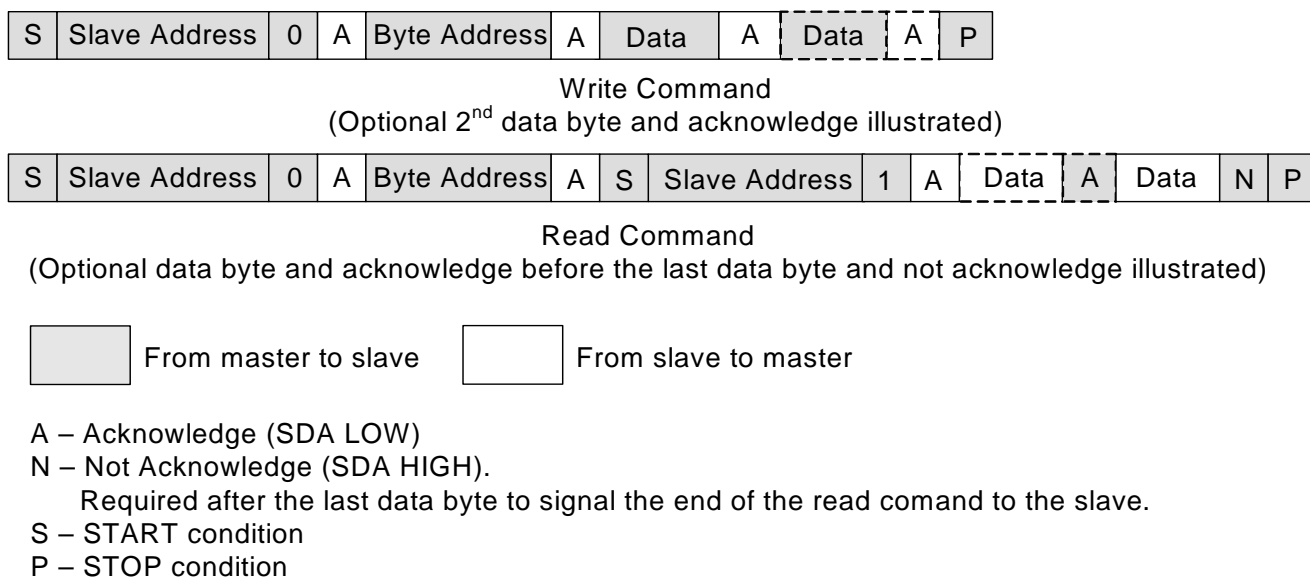 S Slave Address 0 A Byte Address A Data A Data A P
Write Command
(Optional 2nd data byte and acknowledge illustrated)
S Slave Address 0 A Byte Address A S Slave Address 1 A Data A Data N P
Read Command
(Optional data byte and acknowledge before the last data byte and not acknowledge illustrated)
From master to slave From slave to master
A – Acknowledge (SDA LOW)
N – Not Acknowledge (SDA HIGH).
Required after the last data byte to signal the end of the read comand to the slave.
S – START condition
P – STOP condition